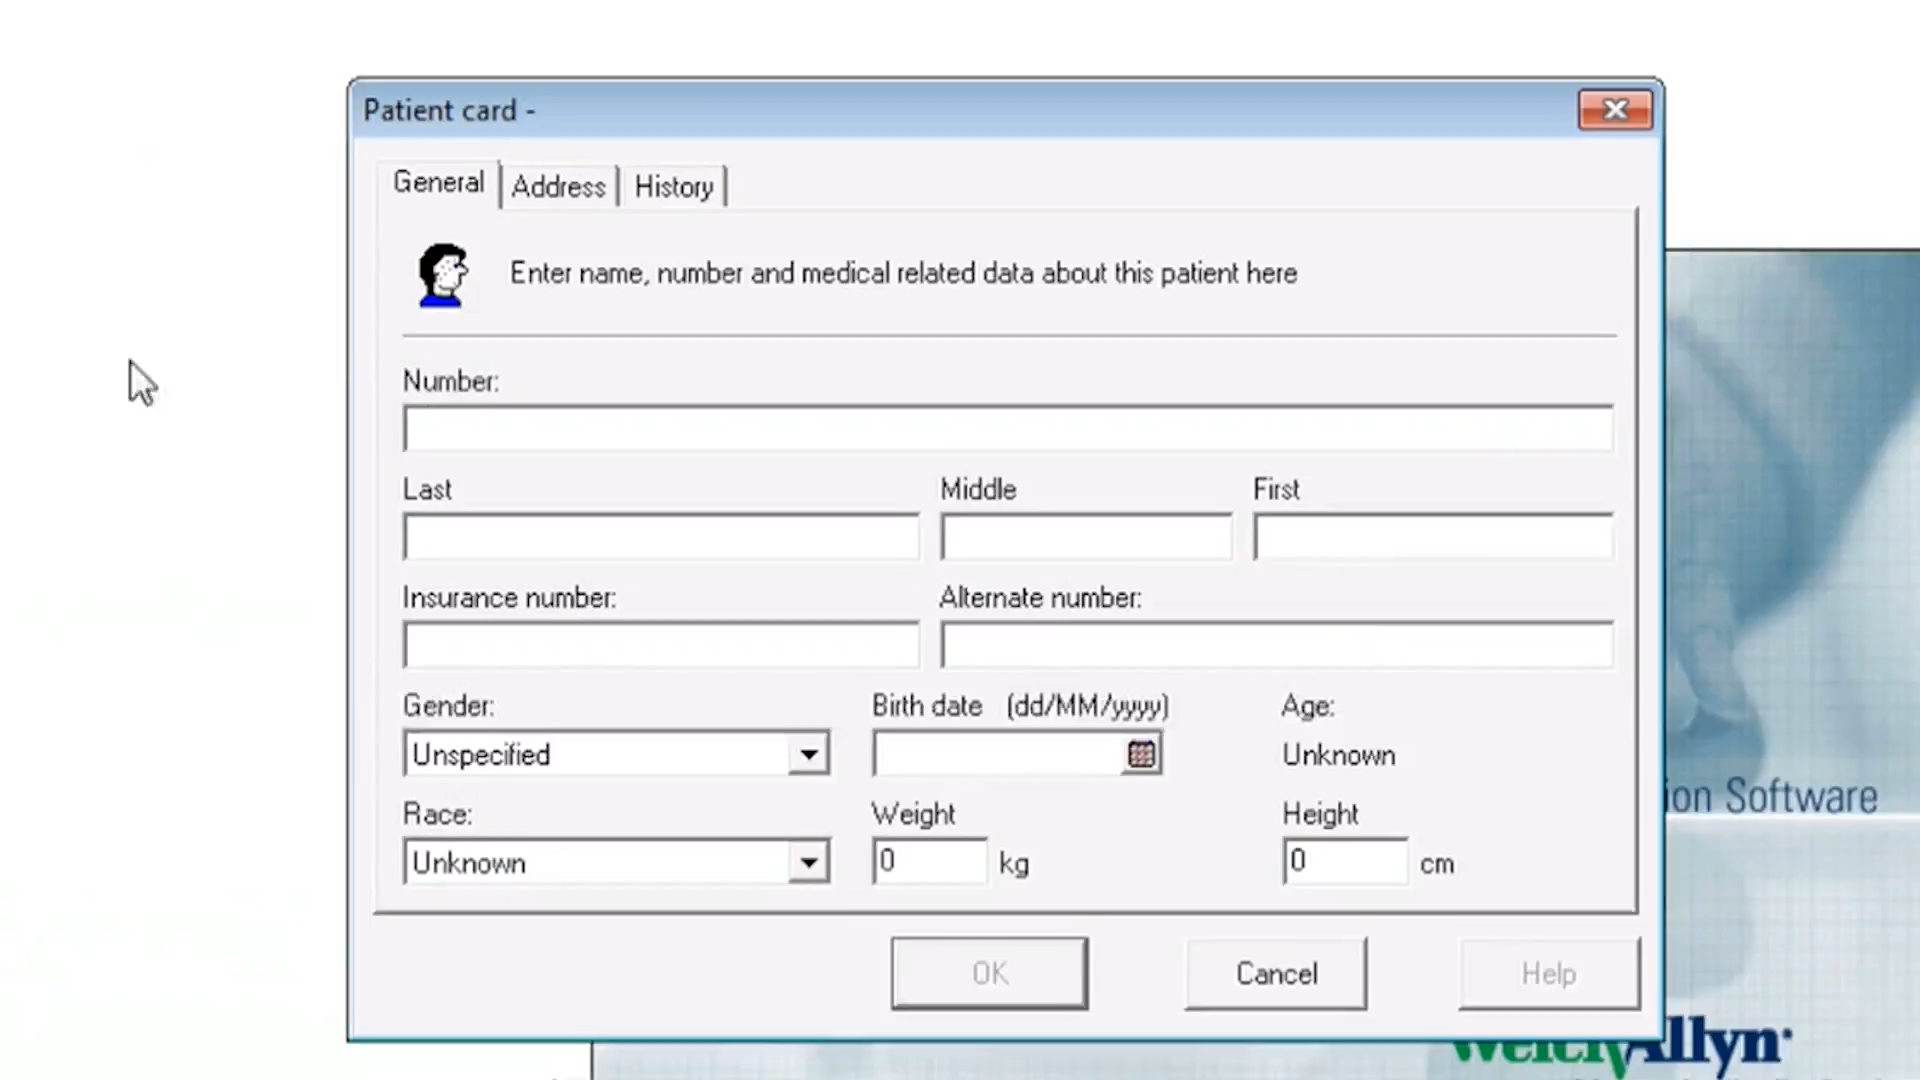 Patient card -
General Address History
Enter name, number and medical related data about this patient here
Number:
Last Middle First
Insurance number: Alternate number:
Gender: Birth date (dd/MM/yyyy) Age:
Unspecified Unknown
Race: Weight Height
Unknown 0 kg 0 cm
ion Software
OK Cancel Help
WelchAllyn